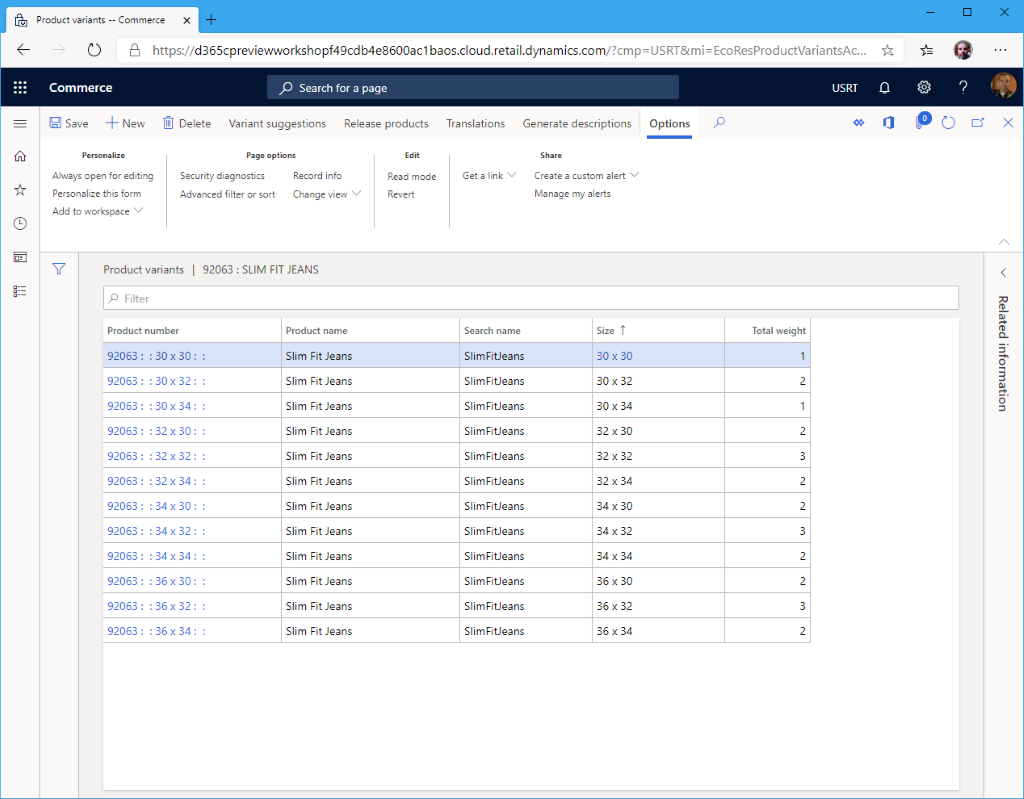 Product variants -- Commerce
https://d365cpreviewworkshopf49cdb4e8600ac1baos.cloud.retail.dynamics.com/?cmp=USRT&mi=EcoResProductVariantsAc...
Commerce
Search for a page
USRT
Save New Delete Variant suggestions Release products Translations Generate descriptions Options 0
Personalize
Always open for editing
Personalize this form
Add to workspace
Page options
Security diagnostics
Advanced filter or sort
Record info
Change view
Edit
Read mode
Revert
Get a link
Share
Create a custom alert
Manage my alerts
Product variants | 92063 : SLIM FIT JEANS
Filter
Product number Product name Search name Size ↑ Total weight
92063 : : 30 x 30 : : Slim Fit Jeans SlimFitJeans 30 x 30 1
92063 : : 30 x 32 : : Slim Fit Jeans SlimFitJeans 30 x 32 2
92063 : : 30 x 34 : : Slim Fit Jeans SlimFitJeans 30 x 34 1
92063 : : 32 x 30 : : Slim Fit Jeans SlimFitJeans 32 x 30 2
92063 : : 32 x 32 : : Slim Fit Jeans SlimFitJeans 32 x 32 3
92063 : : 32 x 34 : : Slim Fit Jeans SlimFitJeans 32 x 34 2
92063 : : 34 x 30 : : Slim Fit Jeans SlimFitJeans 34 x 30 2
92063 : : 34 x 32 : : Slim Fit Jeans SlimFitJeans 34 x 32 3
92063 : : 34 x 34 : : Slim Fit Jeans SlimFitJeans 34 x 34 2
92063 : : 36 x 30 : : Slim Fit Jeans SlimFitJeans 36 x 30 2
92063 : : 36 x 32 : : Slim Fit Jeans SlimFitJeans 36 x 32 3
92063 : : 36 x 34 : : Slim Fit Jeans SlimFitJeans 36 x 34 2
Related information